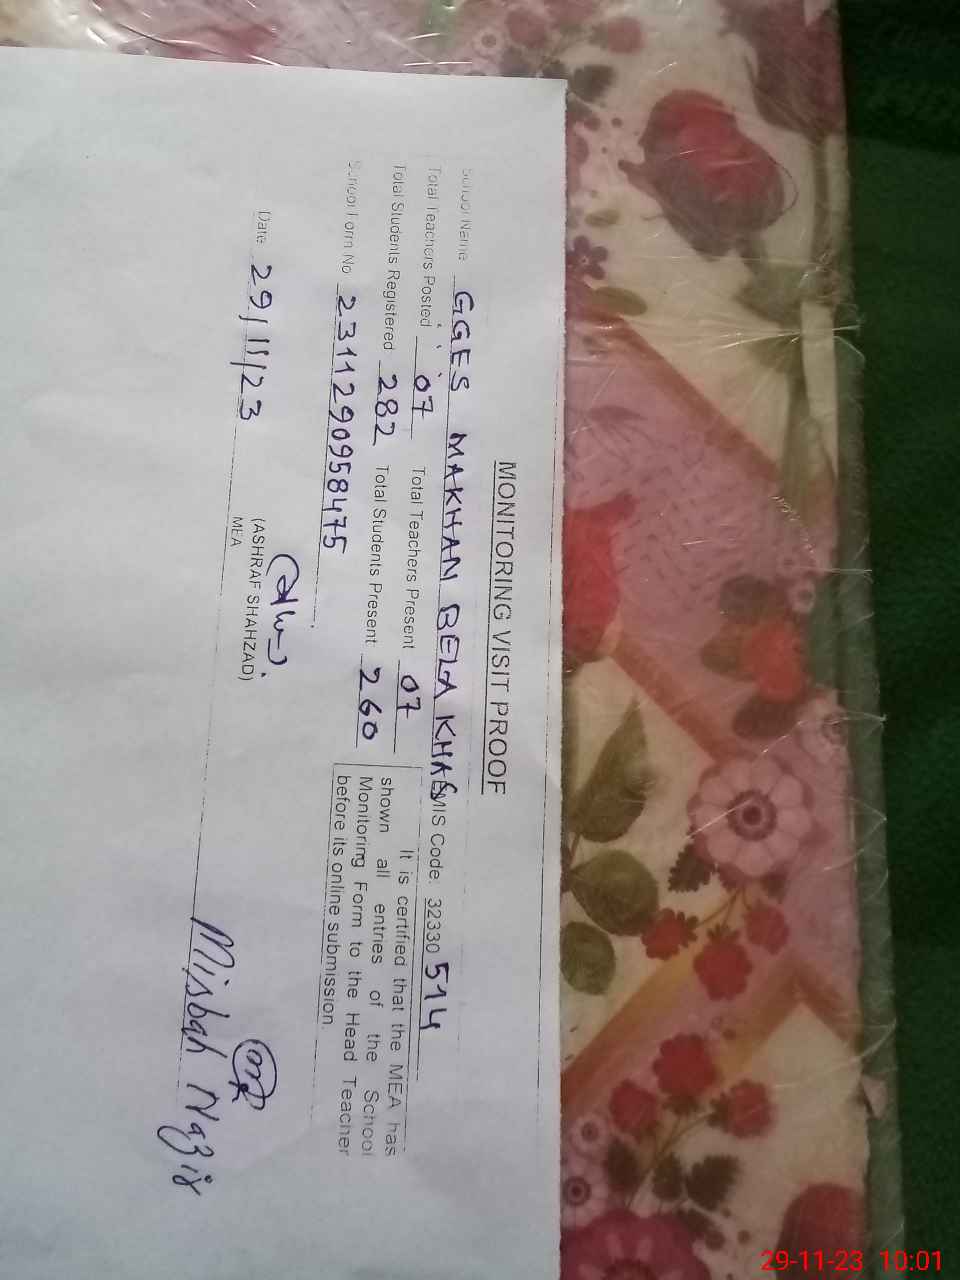 MONITORING VISIT PROOF
School Name GGES MAKHAN BELA KHAS EMIS Code: 32330 514
Total Teachers Posted 07 Total Teachers Present 07
Total Students Registered 282 Total Students Present 260
School Form No 2311290958475
It is certified that the MEA has
shown all entries of the School
Monitoring Form to the Head Teacher
before its online submission.
Date 29/11/23
(ASHRAF SHAHZAD)
MEA
Misbah Nazir
29-11-23 10:01